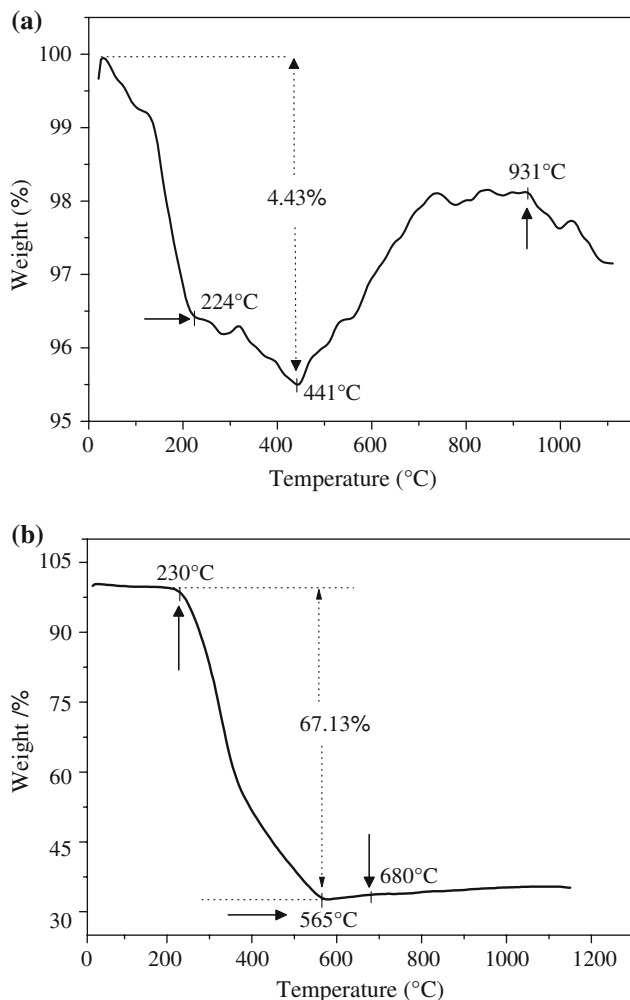 (a)
100
99
98
97
96
95
Weight (%)
4.43%
931°C
224°C
441°C
0 200 400 600 800 1000
Temperature (°C)
(b)
105
90
75
60
45
30
Weight /%
230°C
67.13%
680°C
565°C
0 200 400 600 800 1000 1200
Temperature (°C)